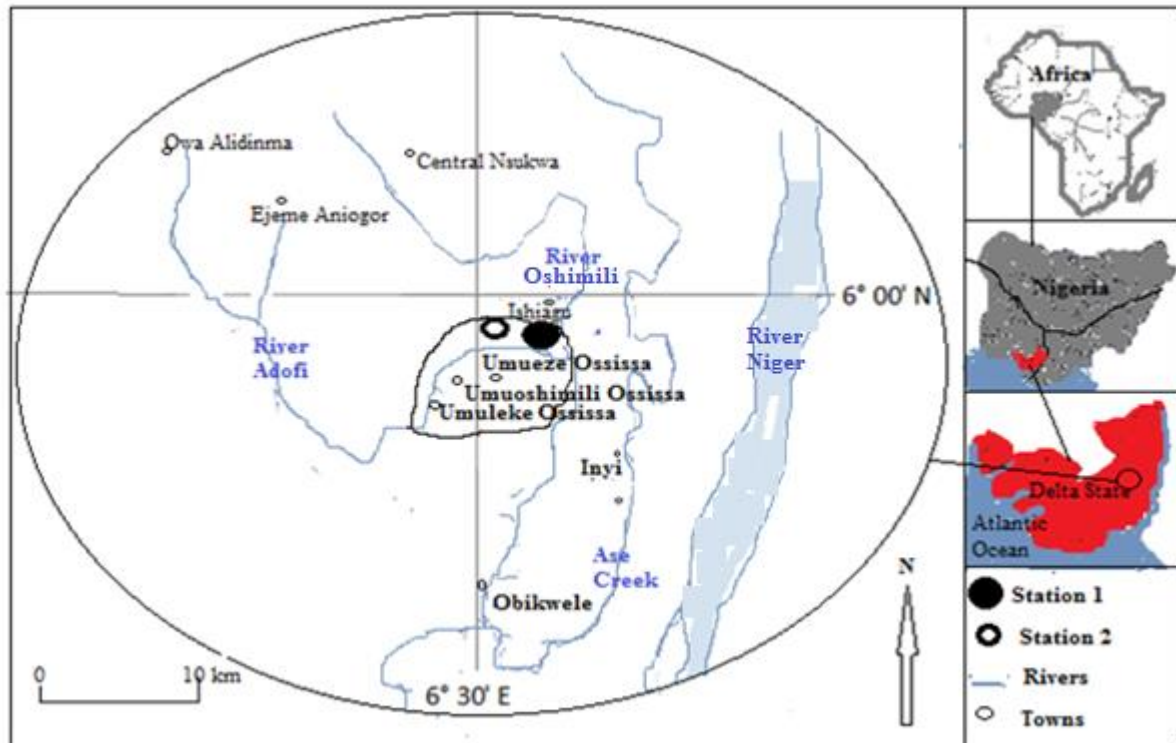 Owa Alidinma
Central Nsukwa
Ejeme Aniogor
River
Oshimili
6° 00' N
Ishiagu
River
Adofi
River
Niger
Umueze Ossissa
Umuoshimili Ossissa
Umuleke Ossissa
Inyi
Ase
Creek
Obikwele
N
0
10 km
6° 30' E
Africa
Nigeria
Delta State
Atlantic
Ocean
Station 1
Station 2
Rivers
Towns